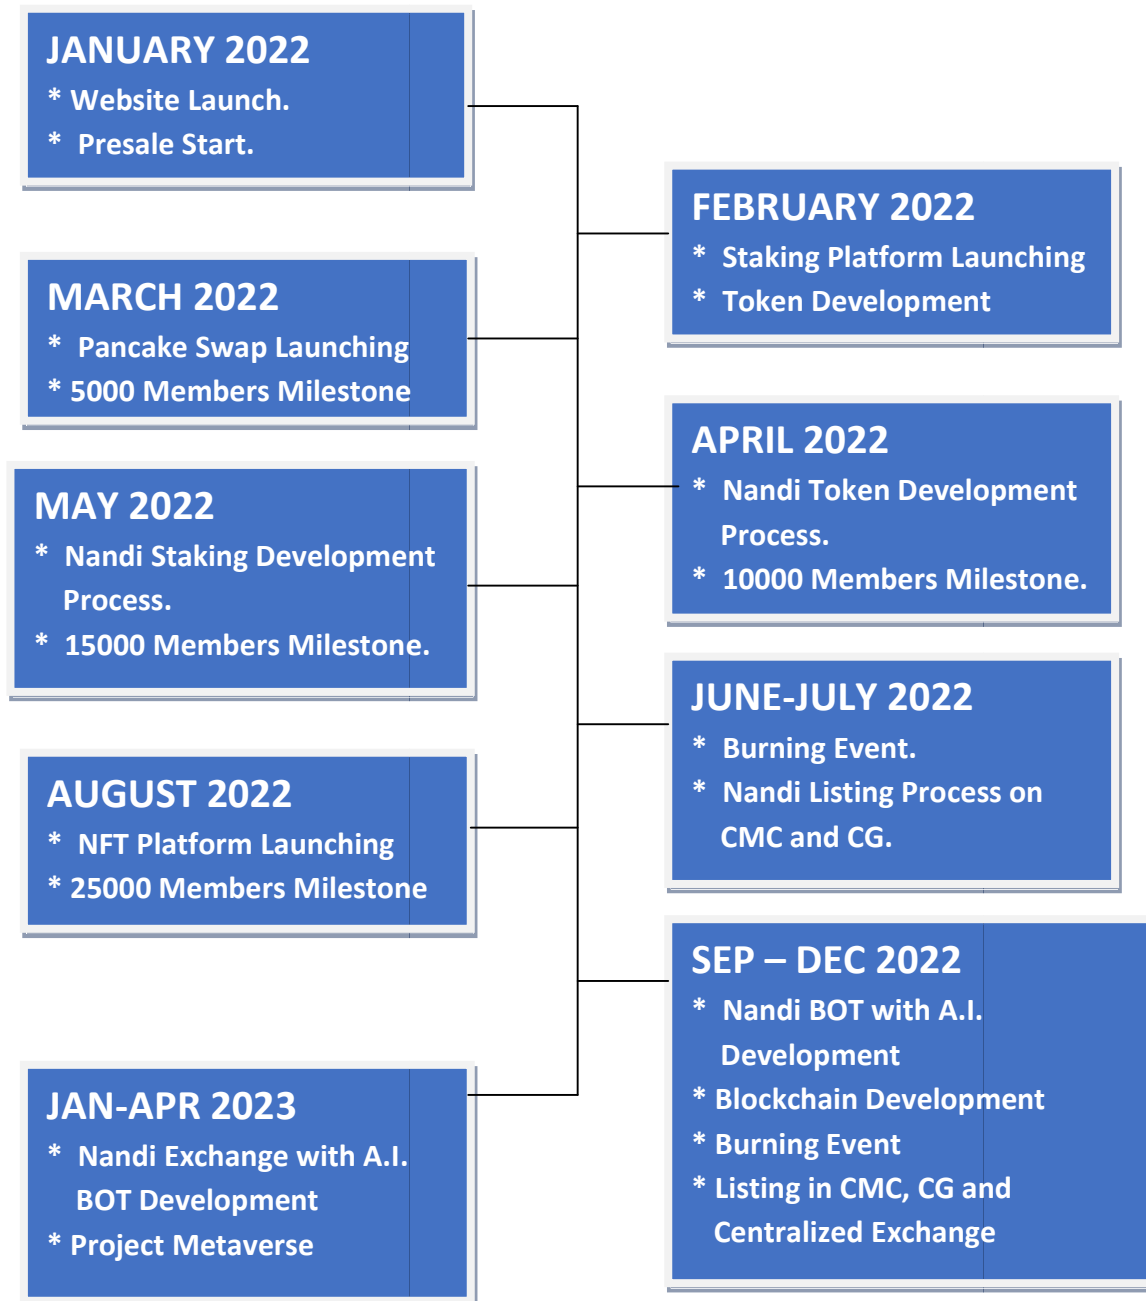 JANUARY 2022
* Website Launch.
* Presale Start.
FEBRUARY 2022
* Staking Platform Launching
* Token Development
MARCH 2022
* Pancake Swap Launching
* 5000 Members Milestone
APRIL 2022
* Nandi Token Development
Process.
* 10000 Members Milestone.
MAY 2022
* Nandi Staking Development
Process.
* 15000 Members Milestone.
JUNE-JULY 2022
* Burning Event.
* Nandi Listing Process on
CMC and CG.
AUGUST 2022
* NFT Platform Launching
* 25000 Members Milestone
SEP – DEC 2022
* Nandi BOT with A.I.
Development
* Blockchain Development
* Burning Event
* Listing in CMC, CG and
Centralized Exchange
JAN-APR 2023
* Nandi Exchange with A.I.
BOT Development
* Project Metaverse